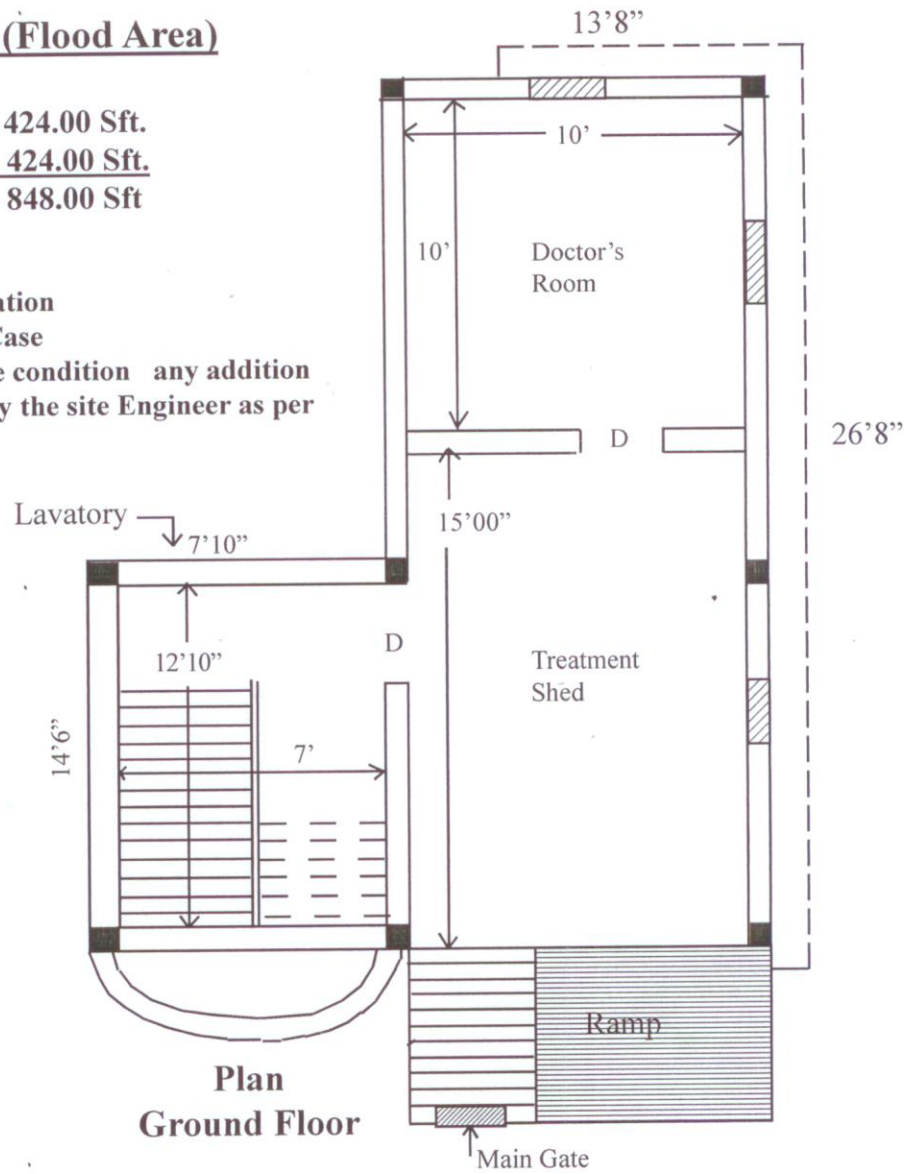 (Flood Area)
424.00 Sft.
424.00 Sft.
848.00 Sft
ation
Case
e condition any addition
y the site Engineer as per
13'8”
10'
10’
Doctor’s
Room
D
26’8”
Lavatory
7'10”
15'00”
12'10”
D
Treatment
Shed
14'6”
7'
Ramp
Plan
Ground Floor
Main Gate